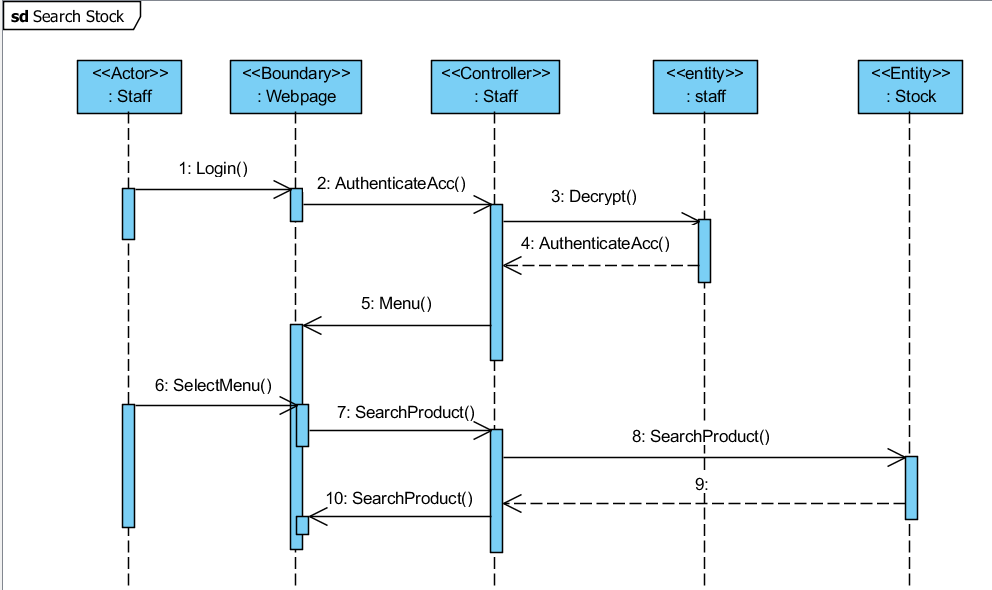 sd Search Stock
<<Actor>>
: Staff
<<Boundary>>
: Webpage
<<Controller>>
: Staff
<<entity>>
: staff
<<Entity>>
: Stock
1: Login()
2: AuthenticateAcc()
3: Decrypt()
4: AuthenticateAcc()
5: Menu()
6: SelectMenu()
7: SearchProduct()
8: SearchProduct()
9:
10: SearchProduct()